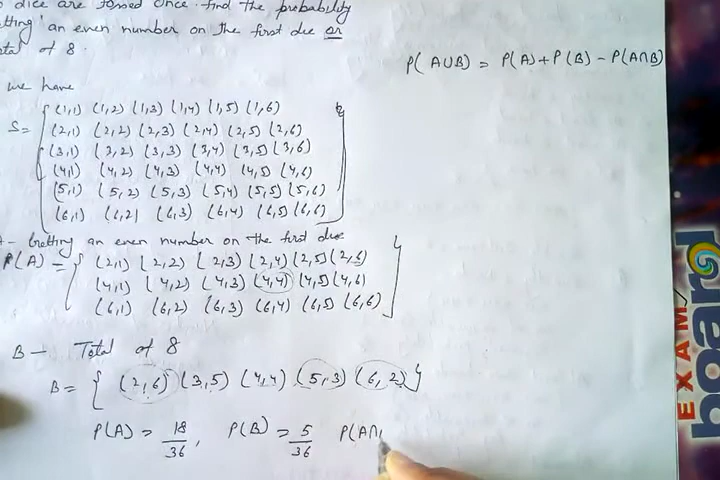 dice are tossed once. find the probability
an even number on the first die or
of 8.
P(A∪B) = P(A)+P(B) - P(A∩B)
we have
S= { (1,1) (1,2) (1,3) (1,4) (1,5) (1,6)
(2,1) (2,2) (2,3) (2,4) (2,5) (2,6)
(3,1) (3,2) (3,3) (3,4) (3,5) (3,6)
(4,1) (4,2) (4,3) (4,4) (4,5) (4,6)
(5,1) (5,2) (5,3) (5,4) (5,5) (5,6)
(6,1) (6,2) (6,3) (6,4) (6,5) (6,6) }
- Getting an even number on the first die
P(A) = { (2,1) (2,2) (2,3) (2,4) (2,5) (2,6)
(4,1) (4,2) (4,3) (4,4) (4,5) (4,6)
(6,1) (6,2) (6,3) (6,4) (6,5) (6,6) }
B - Total of 8
B = { (2,6) (3,5) (4,4) (5,3) (6,2) }
P(A) = 18/36, P(B) = 5/36 P(A∩
EXAM board